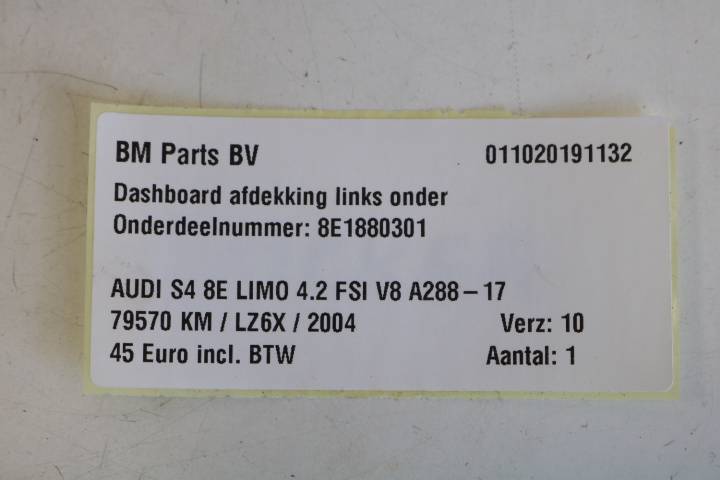 BM Parts BV 011020191132
Dashboard afdekking links onder
Onderdeelnummer: 8E1880301
AUDI S4 8E LIMO 4.2 FSI V8 A288 – 17
79570 KM / LZ6X / 2004 Verz: 10
45 Euro incl. BTW Aantal: 1